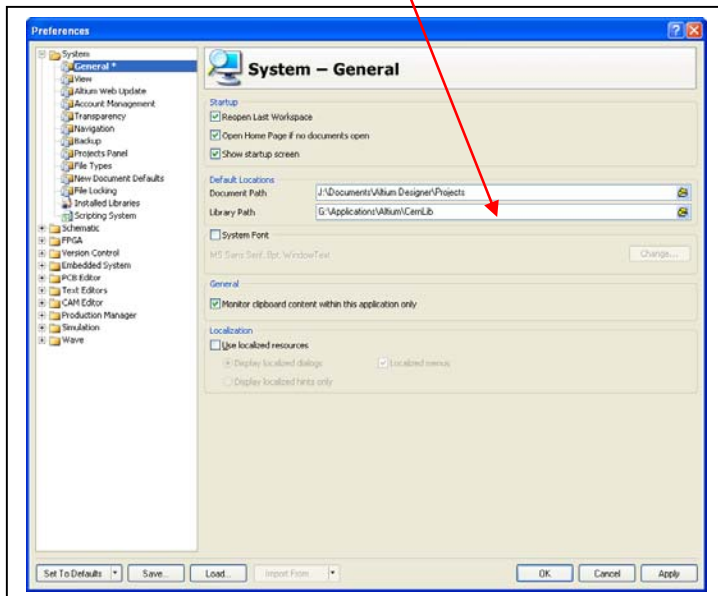 Preferences
System
General *
View
Altium Web Update
Account Management
Transparency
Navigation
Backup
Projects Panel
File Types
New Document Defaults
File Locking
Installed Libraries
Scripting System
Schematic
FPGA
Version Control
Embedded System
PCB Editor
Text Editors
CAM Editor
Production Manager
Simulation
Wave
System – General
Startup
Reopen Last Workspace
Open Home Page if no documents open
Show startup screen
Default Locations
Document Path J:\Documents\Altium Designer\Projects
Library Path G:\Applications\Altium\CernLib
System Font
MS Sans Serif, 8pt, WindowText Change...
General
Monitor clipboard content within this application only
Localization
Use localized resources
Display localized dialogs Localized menus
Display localized hints only
Set To Defaults Save... Load... Import From OK Cancel Apply